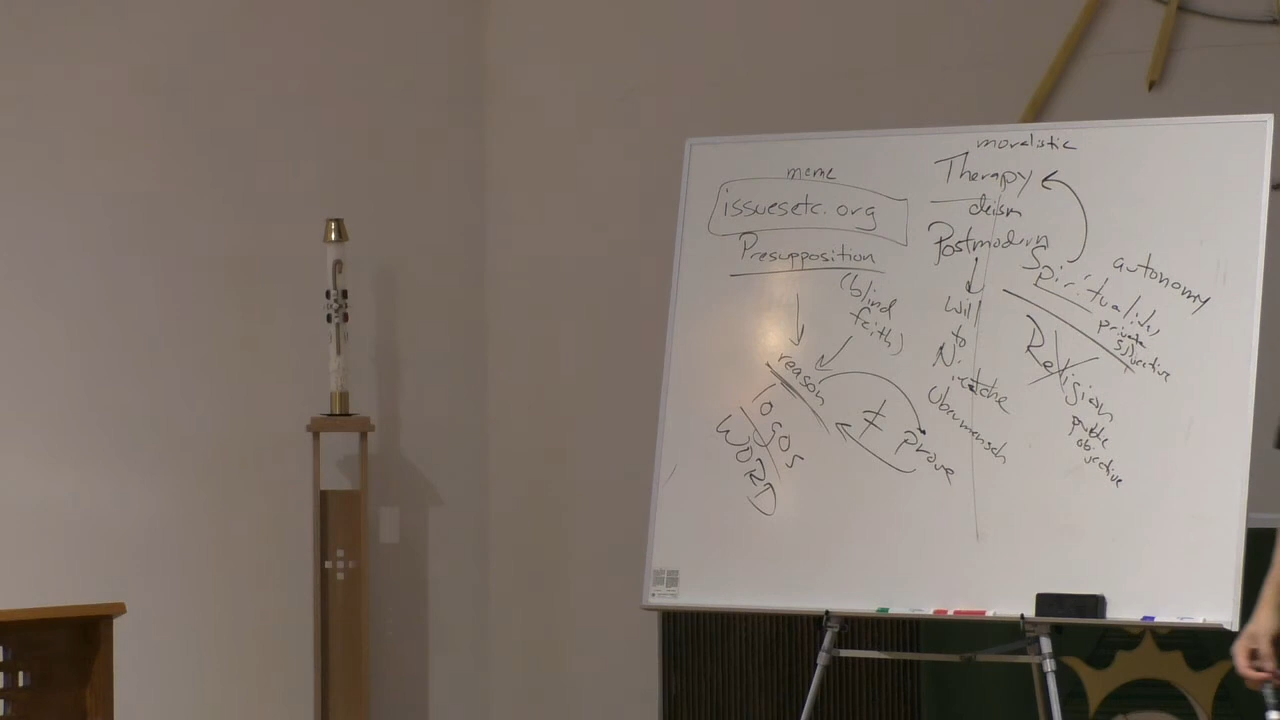 meme
issuesetc.org
Presupposition
(blind
faith)
reason
logos
WORD
≠ prove
moralistic
Therapy
deism
Postmodern
Will
to
N.
ietzche
Ubermensch
autonomy
Spirituality
private
subjective
Religion
public
objective